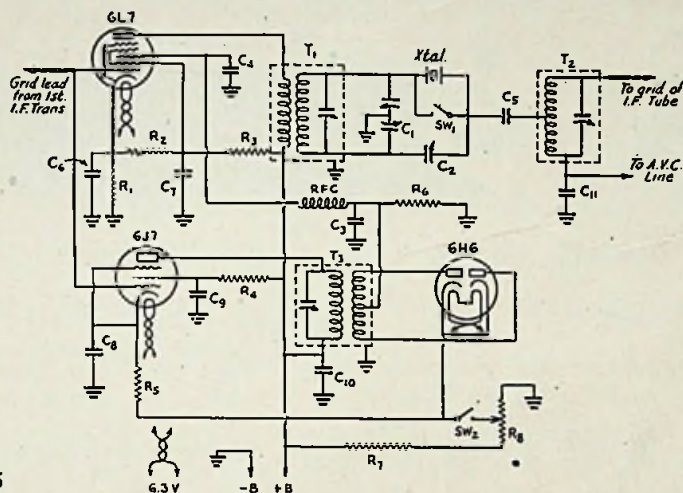 6L7
Grid lead
from 1st.
I.F. Trans
C4
T1
Xtal.
SW1
C1
C2
C5
T2
To grid of
I.F. Tube
To A.V.C.
Line
C11
C6
R2
R1
C7
R3
RFC
C3
R6
6J7
C9
R4
T3
6H6
C8
R5
C10
SW2
R8
R7
6.3 V
-B
+B